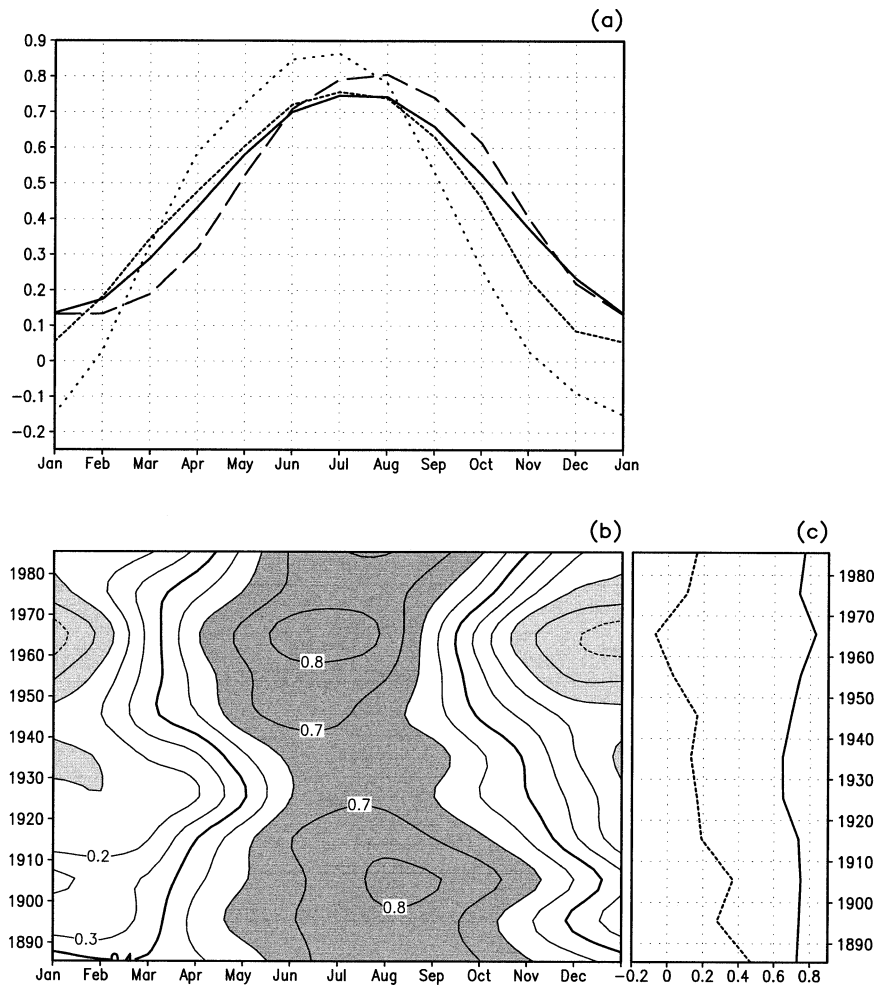 (a)
0.9
0.8
0.7
0.6
0.5
0.4
0.3
0.2
0.1
0
−0.1
−0.2
Jan Feb Mar Apr May Jun Jul Aug Sep Oct Nov Dec Jan
(b)
(c)
1980 1980
1970 1970
1960 0.8 1960
1950 1950
1940 0.7 1940
1930 1930
1920 0.7 1920
1910 0.2 1910
1900 0.8 1900
1890 0.3 0.4 1890
Jan Feb Mar Apr May Jun Jul Aug Sep Oct Nov Dec −0.2 0 0.2 0.4 0.6 0.8